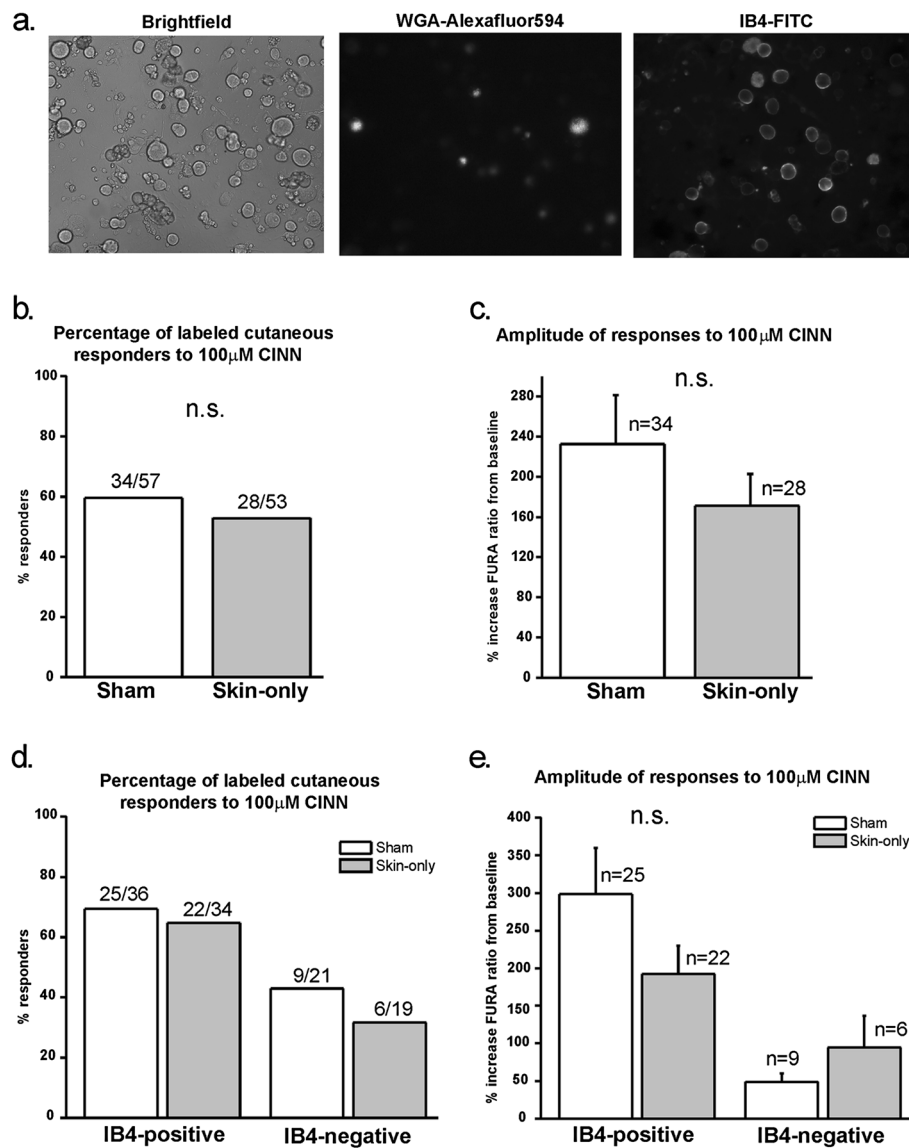 a.
Brightfield
WGA-Alexafluor594
IB4-FITC
b.
Percentage of labeled cutaneous
responders to 100μM CINN
100
80
60
40
20
0
% responders
n.s.
34/57
28/53
Sham
Skin-only
c.
Amplitude of responses to 100μM CINN
280
240
200
160
120
80
40
0
% increase FURA ratio from baseline
n.s.
n=34
n=28
Sham
Skin-only
d.
Percentage of labeled cutaneous
responders to 100μM CINN
100
80
60
40
20
0
% responders
Sham
Skin-only
25/36
22/34
9/21
6/19
IB4-positive
IB4-negative
e.
Amplitude of responses to 100μM CINN
400
350
300
250
200
150
100
50
0
% increase FURA ratio from baseline
n.s.
Sham
Skin-only
n=25
n=22
n=9
n=6
IB4-positive
IB4-negative